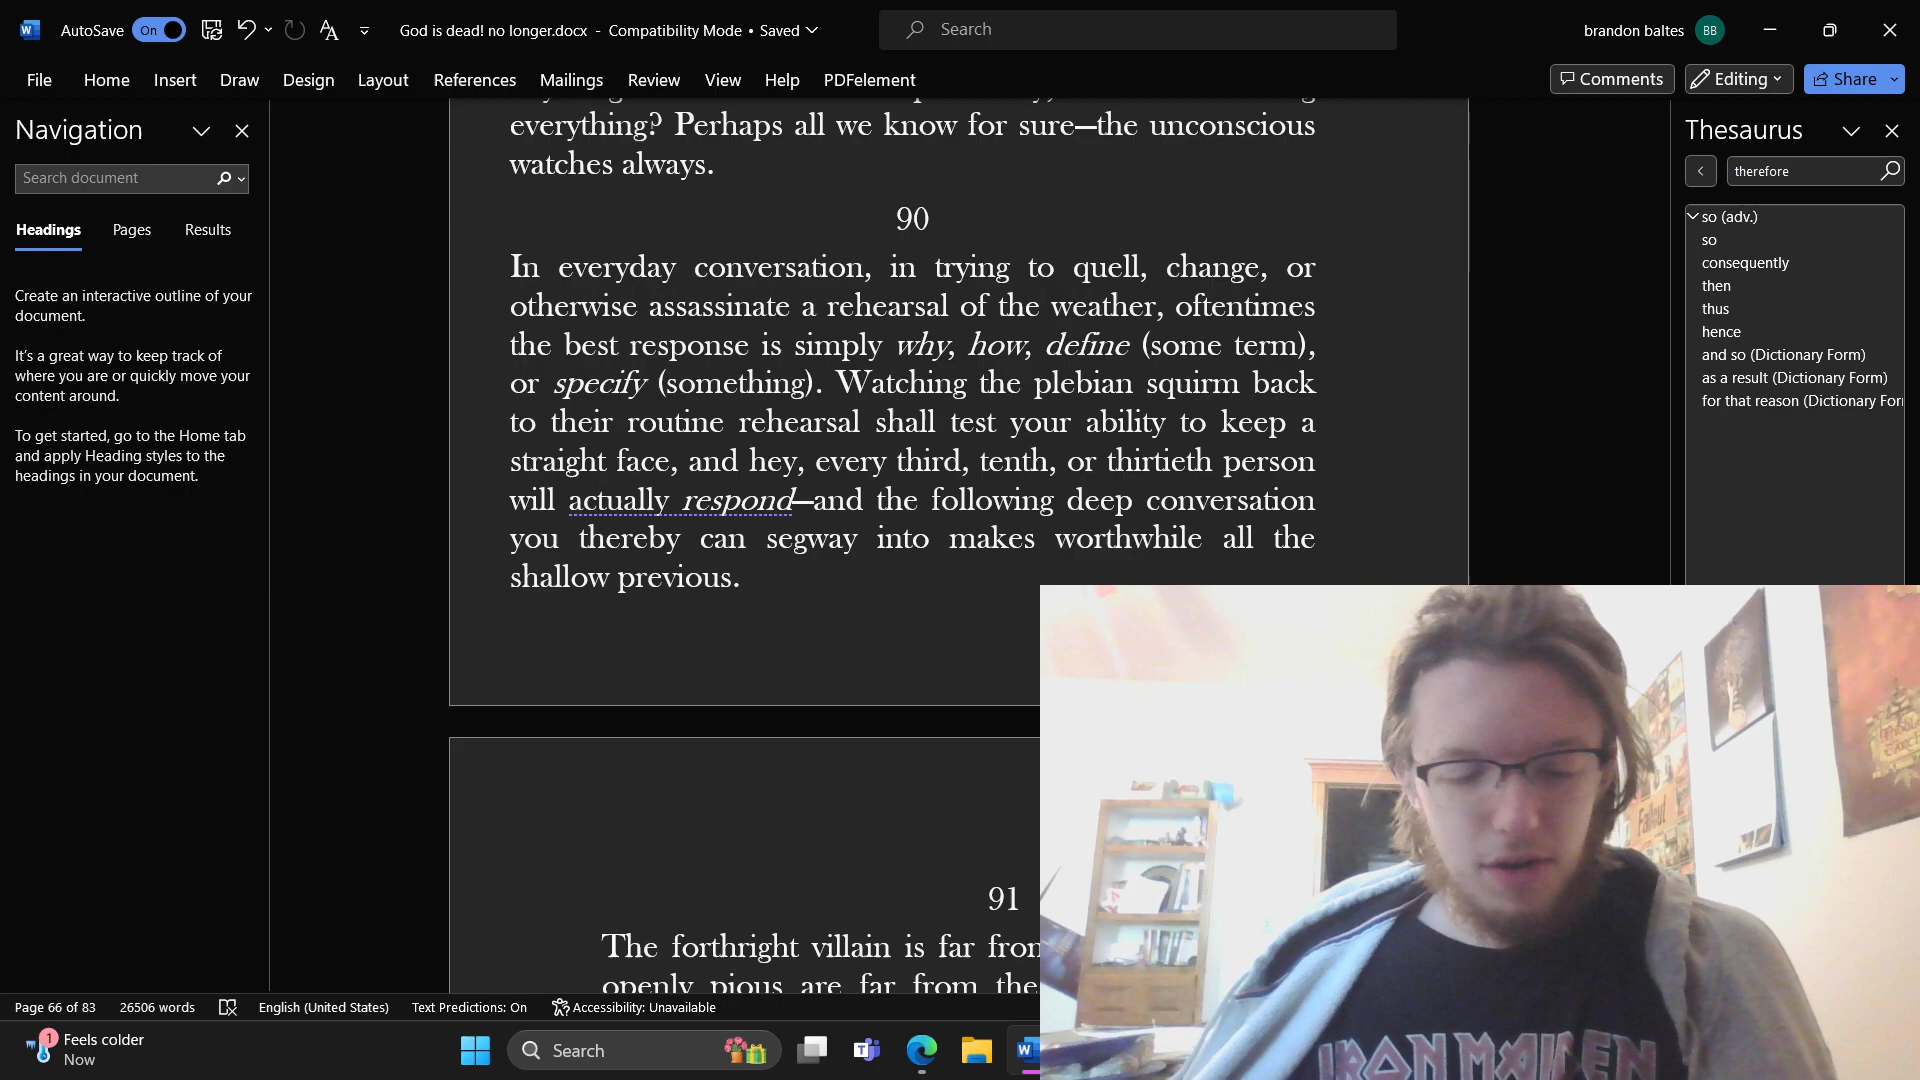 AutoSave On God is dead! no longer.docx - Compatibility Mode • Saved Search brandon baltes BB
File Home Insert Draw Design Layout References Mailings Review View Help PDFelement Comments Editing Share
Navigation
Search document
Headings Pages Results
Create an interactive outline of your
document.
It's a great way to keep track of
where you are or quickly move your
content around.
To get started, go to the Home tab
and apply Heading styles to the
headings in your document.
everything? Perhaps all we know for sure—the unconscious
watches always.
90
In everyday conversation, in trying to quell, change, or
otherwise assassinate a rehearsal of the weather, oftentimes
the best response is simply why, how, define (some term),
or specify (something). Watching the plebian squirm back
to their routine rehearsal shall test your ability to keep a
straight face, and hey, every third, tenth, or thirtieth person
will actually respond—and the following deep conversation
you thereby can segway into makes worthwhile all the
shallow previous.
91
The forthright villain is far from
openly pious are far from the
Thesaurus
therefore
so (adv.)
so
consequently
then
thus
hence
and so (Dictionary Form)
as a result (Dictionary Form)
for that reason (Dictionary For
Fallout
IRON MAIDEN
Page 66 of 83 26506 words English (United States) Text Predictions: On Accessibility: Unavailable
1
Feels colder
Now
Search